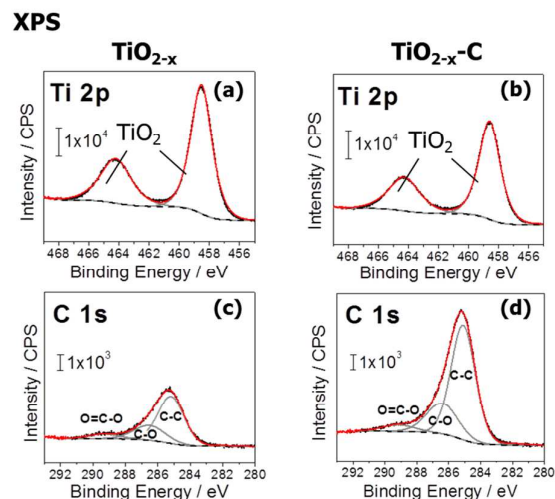 XPS
TiO2-x
TiO2-x-C
Ti 2p
(a)
TiO2
1x10^4
Intensity / CPS
468 466 464 462 460 458 456
Binding Energy / eV
Ti 2p
(b)
TiO2
1x10^4
Intensity / CPS
468 466 464 462 460 458 456
Binding Energy / eV
C 1s
(c)
1x10^3
O=C-O
C-O
C-C
Intensity / CPS
292 290 288 286 284 282 280
Binding Energy / eV
C 1s
(d)
1x10^3
O=C-O
C-O
C-C
Intensity / CPS
292 290 288 286 284 282 280
Binding Energy / eV